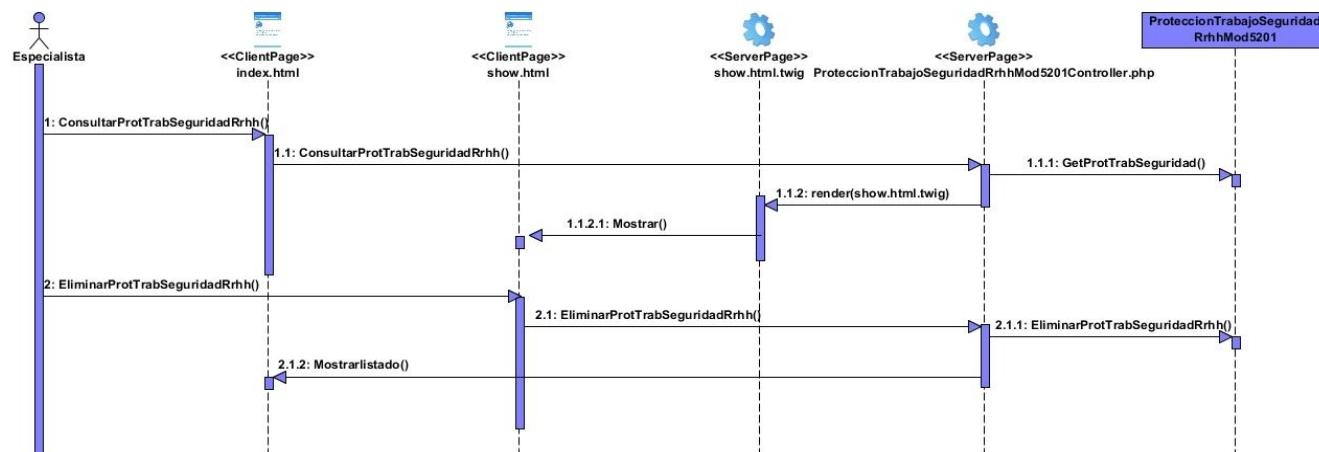 Especialista
<<ClientPage>>
index.html
<<ClientPage>>
show.html
<<ServerPage>>
show.html.twig
<<ServerPage>>
ProteccionTrabajoSeguridadRrhhMod5201Controller.php
ProteccionTrabajoSeguridad
RrhhMod5201
1: ConsultarProtTrabSeguridadRrhh()
1.1: ConsultarProtTrabSeguridadRrhh()
1.1.1: GetProtTrabSeguridad()
1.1.2: render(show.html.twig)
1.1.2.1: Mostrar()
2: EliminarProtTrabSeguridadRrhh()
2.1: EliminarProtTrabSeguridadRrhh()
2.1.1: EliminarProtTrabSeguridadRrhh()
2.1.2: Mostrarlistado()